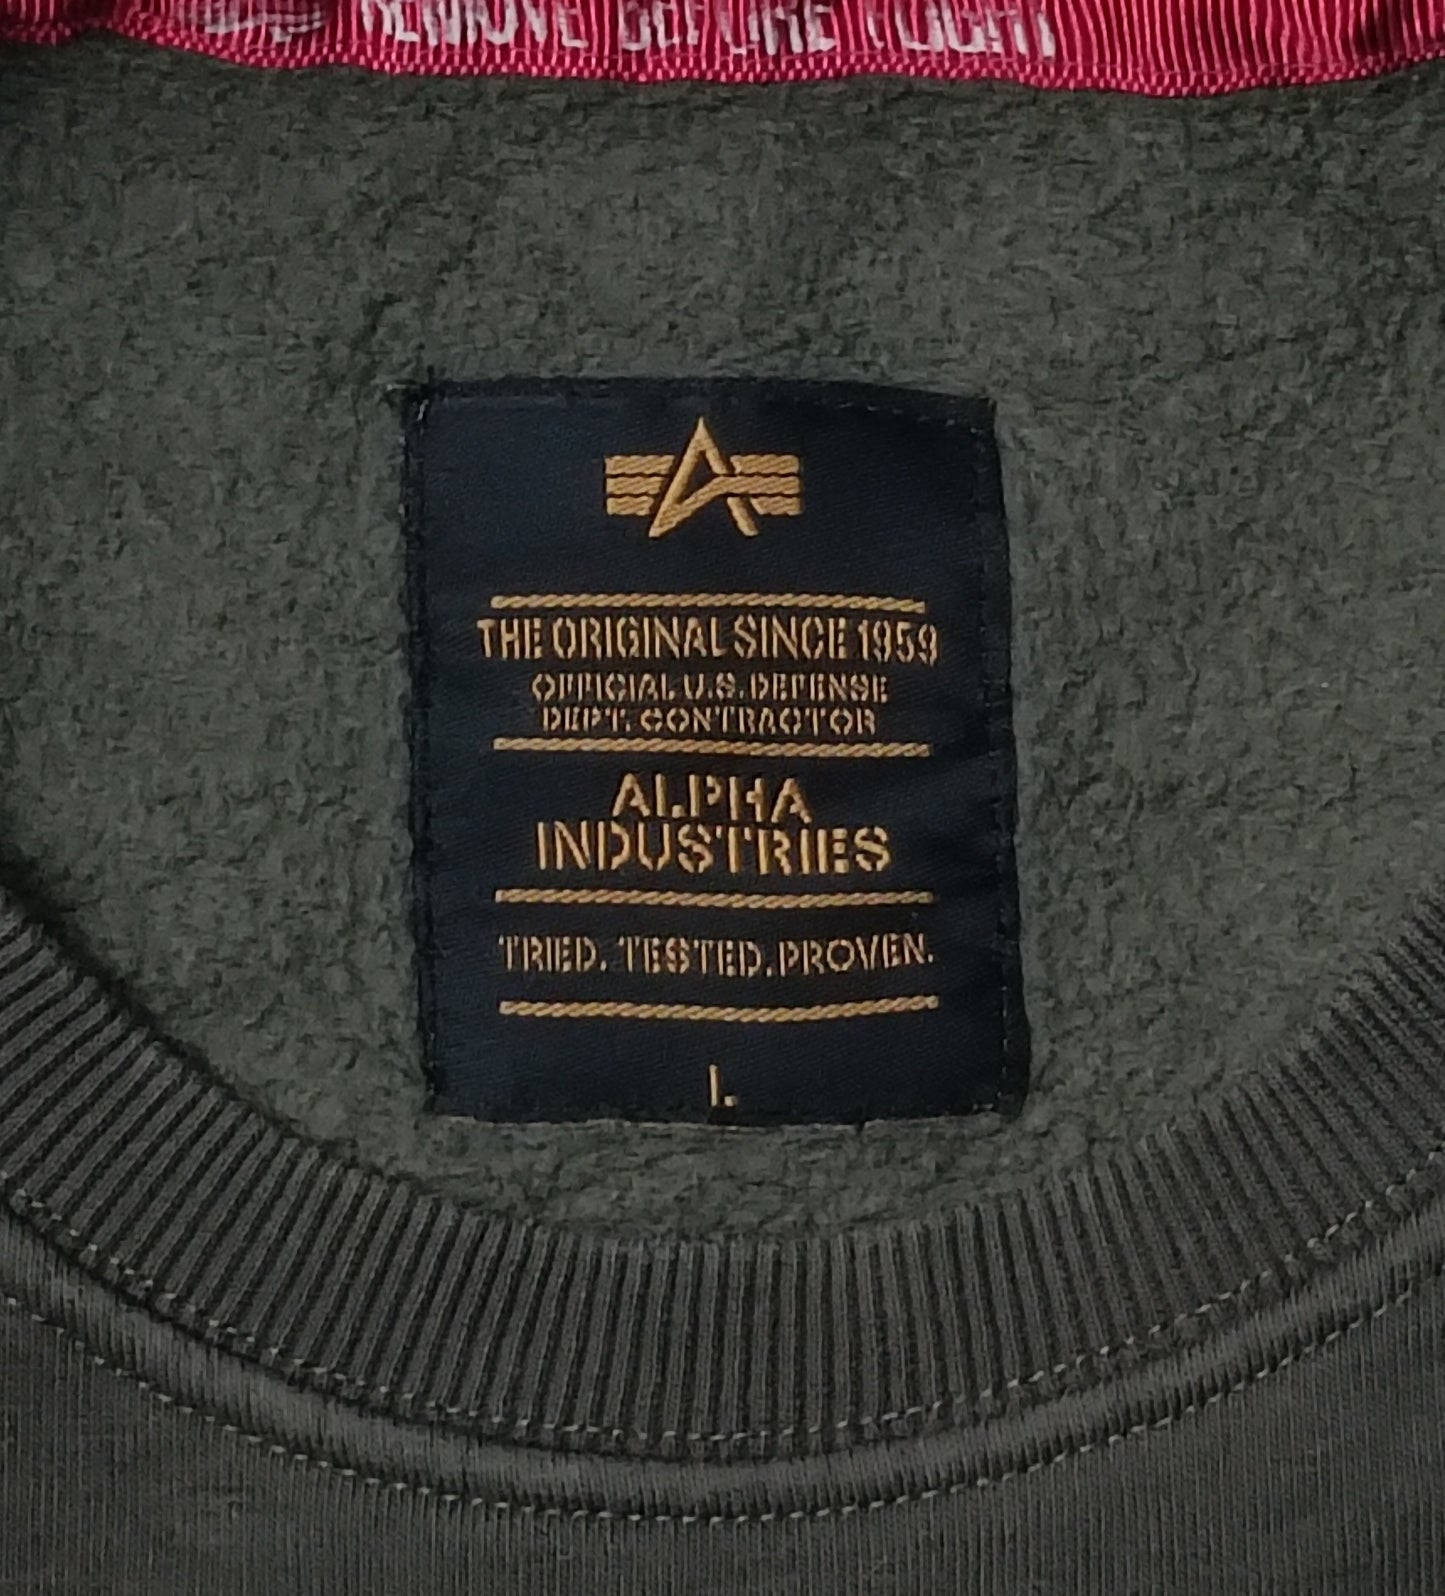 REMOVE BEFORE FLIGHT
THE ORIGINAL SINCE 1959
OFFICIAL U.S. DEFENSE
DEPT. CONTRACTOR
ALPHA
INDUSTRIES
TRIED. TESTED. PROVEN.
L